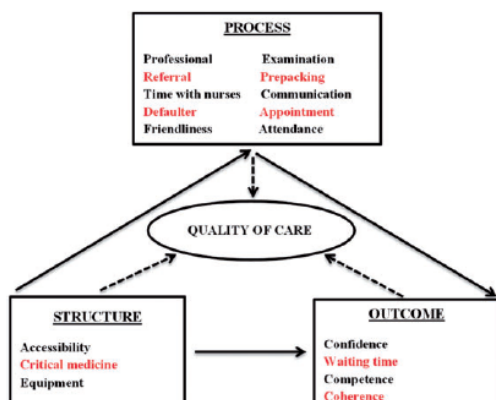 PROCESS
Professional Examination
Referral Prepacking
Time with nurses Communication
Defaulter Appointment
Friendliness Attendance
QUALITY OF CARE
STRUCTURE
Accessibility
Critical medicine
Equipment
OUTCOME
Confidence
Waiting time
Competence
Coherence